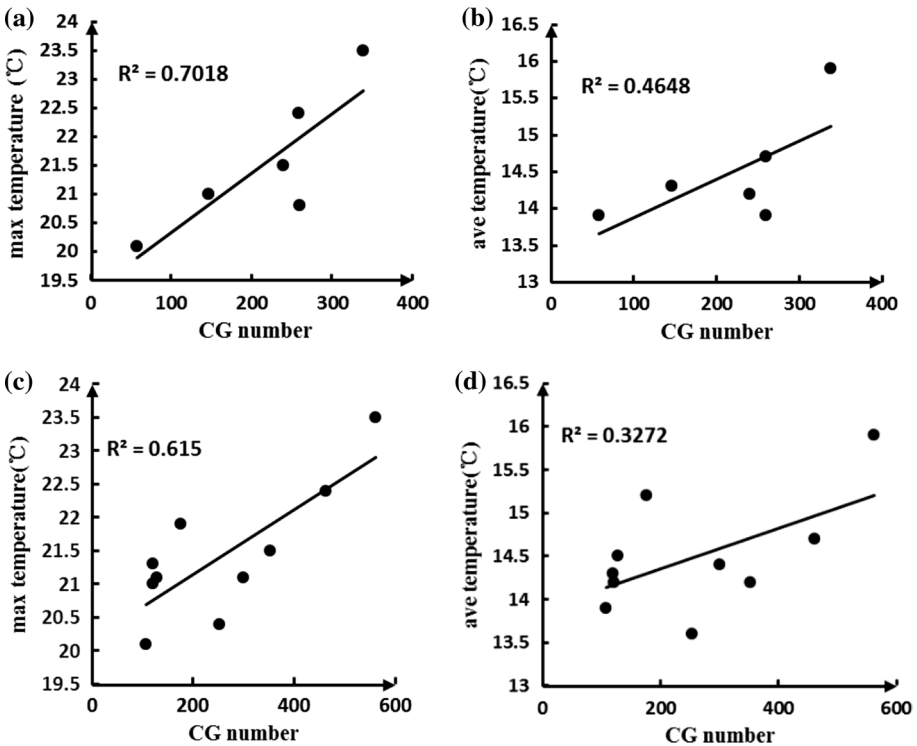 (a)
24
23.5
23
22.5
22
21.5
21
20.5
20
19.5
R² = 0.7018
max temperature (℃)
0 100 200 300 400
CG number
(b)
16.5
16
15.5
15
14.5
14
13.5
13
R² = 0.4648
ave temperature(℃)
0 100 200 300 400
CG number
(c)
24
23.5
23
22.5
22
21.5
21
20.5
20
19.5
R² = 0.615
max temperature(℃)
0 200 400 600
CG number
(d)
16.5
16
15.5
15
14.5
14
13.5
13
R² = 0.3272
ave temperature(℃)
0 200 400 600
CG number